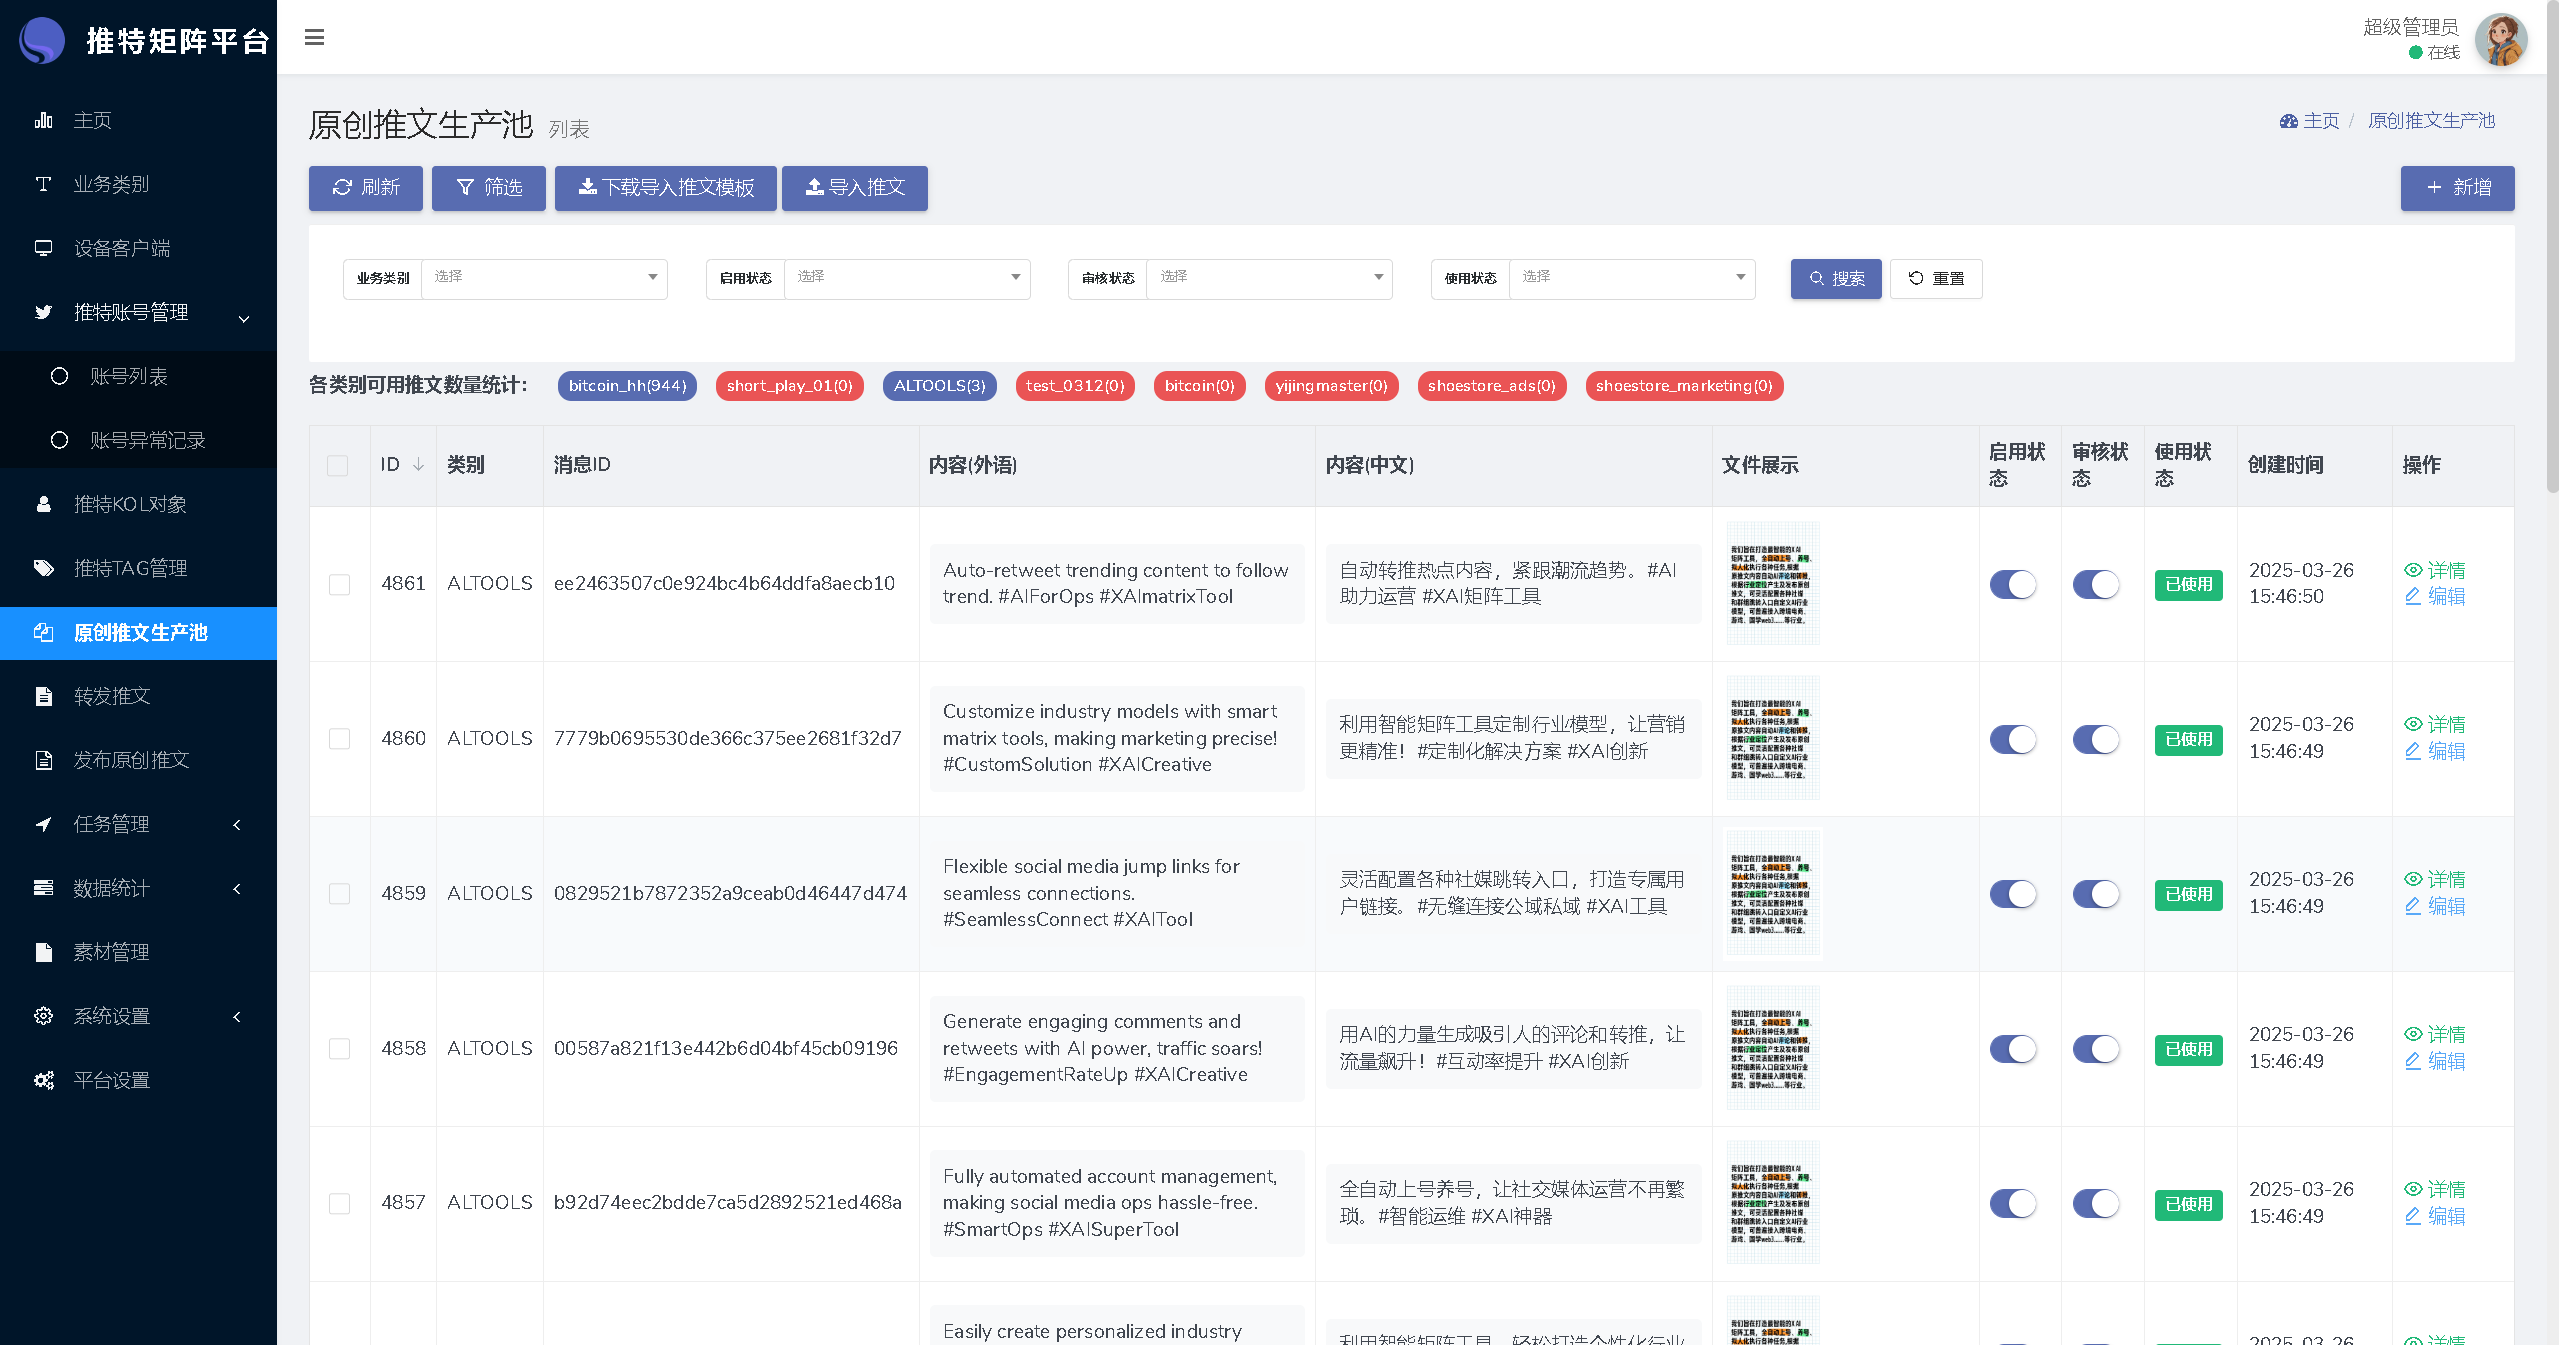 推特矩阵平台
超级管理员
在线
主页
业务类别
设备客户端
推特账号管理
账号列表
账号异常记录
推特KOL对象
推特TAG管理
原创推文生产池
转发推文
发布原创推文
任务管理
数据统计
素材管理
系统设置
平台设置
原创推文生产池 列表
主页 / 原创推文生产池
刷新 筛选 下载导入推文模板 导入推文 + 新增
业务类别 选择 启用状态 选择 审核状态 选择 使用状态 选择 搜索 重置
各类别可用推文数量统计： bitcoin_hh(944) short_play_01(0) ALTOOLS(3) test_0312(0) bitcoin(0) yijingmaster(0) shoestore_ads(0) shoestore_marketing(0)
ID 类别 消息ID 内容(外语) 内容(中文) 文件展示 启用状态 审核状态 使用状态 创建时间 操作
4861 ALTOOLS ee2463507c0e924bc4b64ddfa8aecb10
Auto-retweet trending content to follow
trend. #AIForOps #XAImatrixTool
自动转推热点内容，紧跟潮流趋势。#AI
助力运营 #XAI矩阵工具
已使用
2025-03-26
15:46:50
详情
编辑
4860 ALTOOLS 7779b0695530de366c375ee2681f32d7
Customize industry models with smart
matrix tools, making marketing precise!
#CustomSolution #XAICreative
利用智能矩阵工具定制行业模型，让营销
更精准！#定制化解决方案 #XAI创新
已使用
2025-03-26
15:46:49
详情
编辑
4859 ALTOOLS 0829521b7872352a9ceab0d46447d474
Flexible social media jump links for
seamless connections.
#SeamlessConnect #XAITool
灵活配置各种社媒跳转入口，打造专属用
户链接。#无缝连接公域私域 #XAI工具
已使用
2025-03-26
15:46:49
详情
编辑
4858 ALTOOLS 00587a821f13e442b6d04bf45cb09196
Generate engaging comments and
retweets with AI power, traffic soars!
#EngagementRateUp #XAICreative
用AI的力量生成吸引人的评论和转推，让
流量飙升！#互动率提升 #XAI创新
已使用
2025-03-26
15:46:49
详情
编辑
4857 ALTOOLS b92d74eec2bdde7ca5d2892521ed468a
Fully automated account management,
making social media ops hassle-free.
#SmartOps #XAISuperTool
全自动上号养号，让社交媒体运营不再繁
琐。#智能运维 #XAI神器
已使用
2025-03-26
15:46:49
详情
编辑
Easily create personalized industry
利用智能矩阵工具，轻松打造个性化行业
2025-03-26
详情